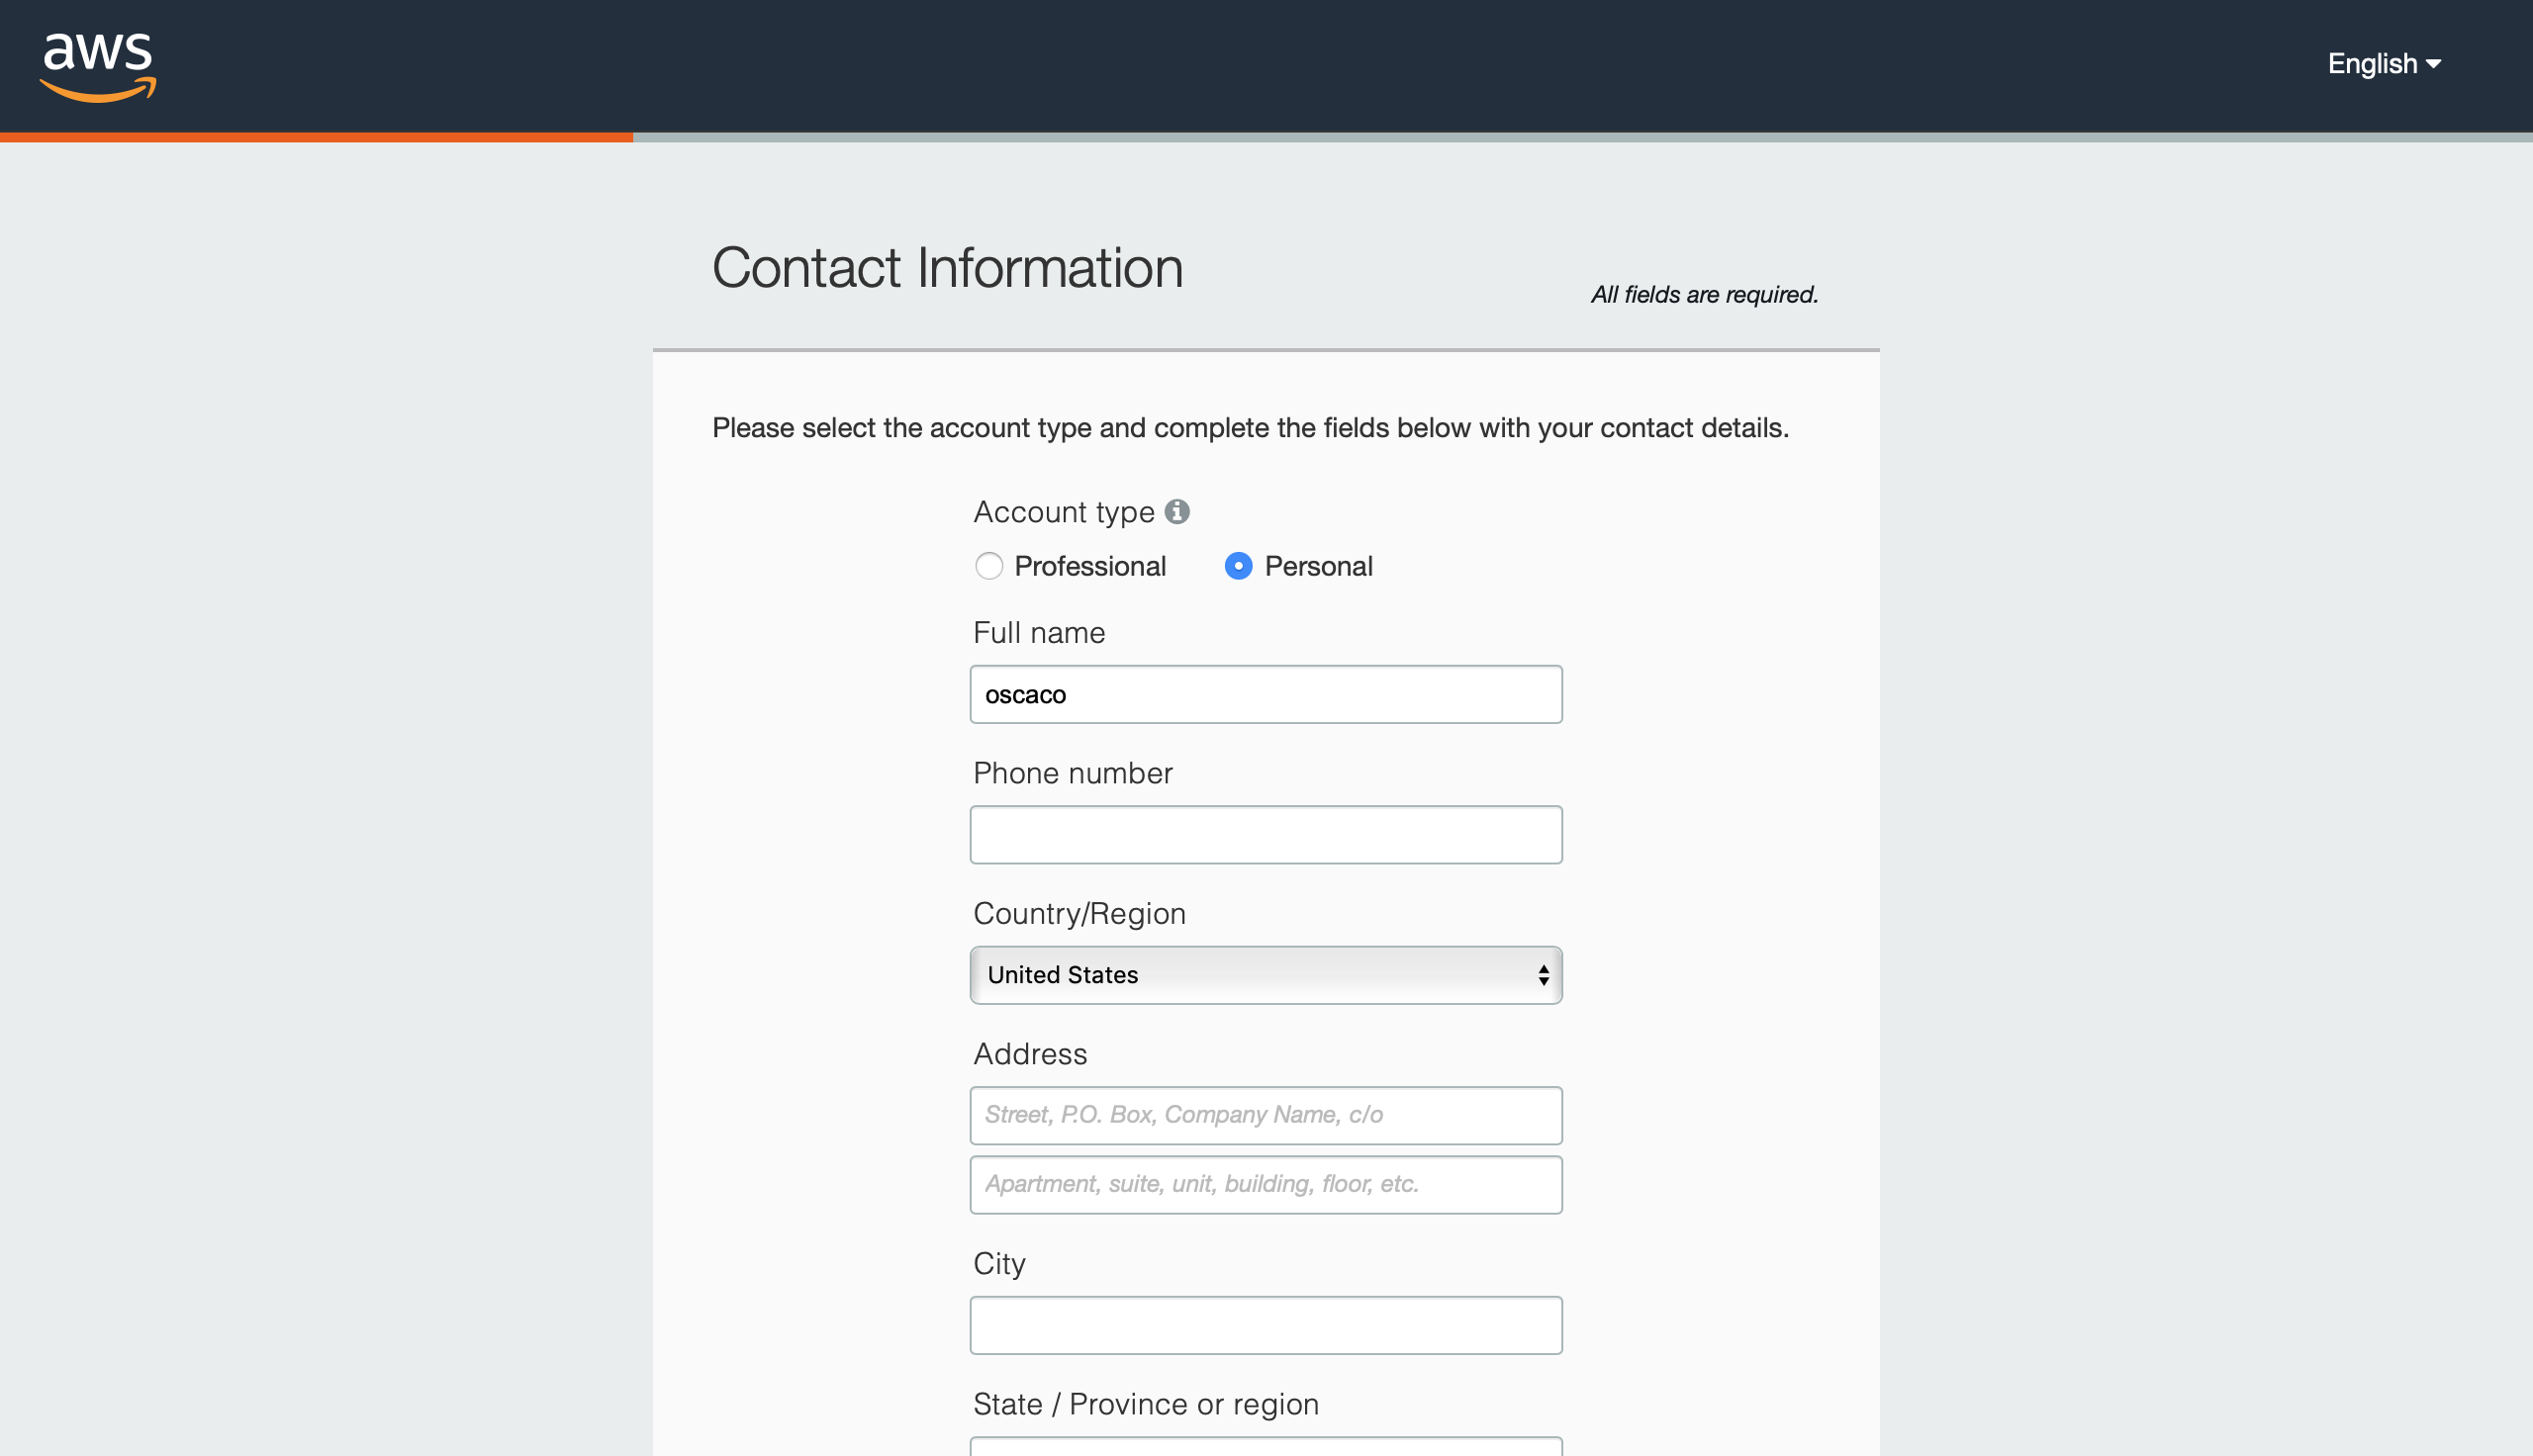 aws
English
Contact Information
All fields are required.
Please select the account type and complete the fields below with your contact details.
Account type
Professional Personal
Full name
oscaco
Phone number
Country/Region
United States
Address
Street, P.O. Box, Company Name, c/o
Apartment, suite, unit, building, floor, etc.
City
State / Province or region